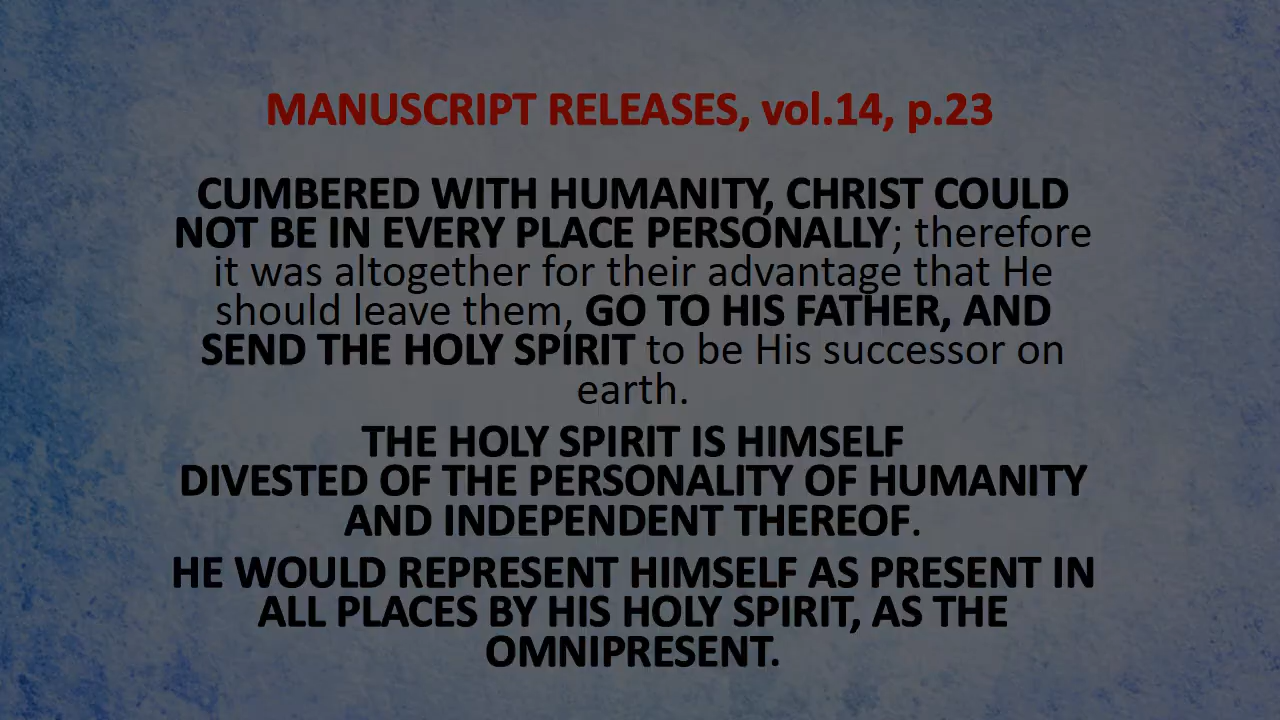 MANUSCRIPT RELEASES, vol.14, p.23
CUMBERED WITH HUMANITY, CHRIST COULD
NOT BE IN EVERY PLACE PERSONALLY; therefore
it was altogether for their advantage that He
should leave them, GO TO HIS FATHER, AND
SEND THE HOLY SPIRIT to be His successor on
earth.
THE HOLY SPIRIT IS HIMSELF
DIVESTED OF THE PERSONALITY OF HUMANITY
AND INDEPENDENT THEREOF.
HE WOULD REPRESENT HIMSELF AS PRESENT IN
ALL PLACES BY HIS HOLY SPIRIT, AS THE
OMNIPRESENT.